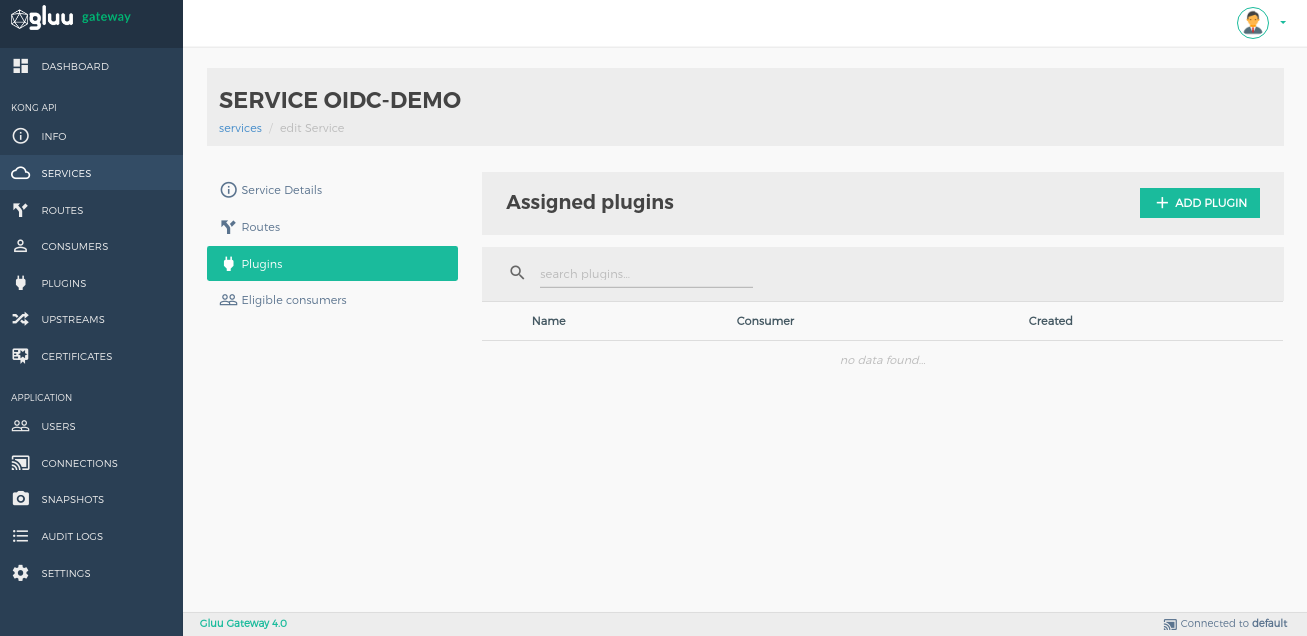 gluu gateway
DASHBOARD
KONG API
INFO
SERVICES
ROUTES
CONSUMERS
PLUGINS
UPSTREAMS
CERTIFICATES
APPLICATION
USERS
CONNECTIONS
SNAPSHOTS
AUDIT LOGS
SETTINGS
SERVICE OIDC-DEMO
services / edit Service
Service Details
Routes
Plugins
Eligible consumers
Assigned plugins
ADD PLUGIN
search plugins...
Name Consumer Created
no data found...
Gluu Gateway 4.0
Connected to default